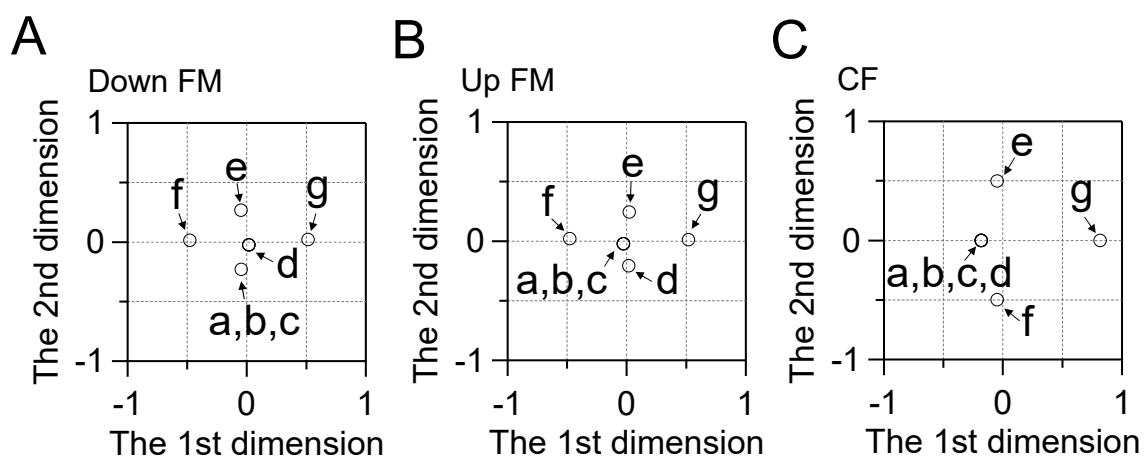 A
Down FM
The 2nd dimension
1
0
-1
-1 0 1
The 1st dimension
e
f
g
d
a,b,c
B
Up FM
The 2nd dimension
1
0
-1
-1 0 1
The 1st dimension
e
f
g
a,b,c
d
C
CF
The 2nd dimension
1
0
-1
-1 0 1
The 1st dimension
e
g
a,b,c,d
f